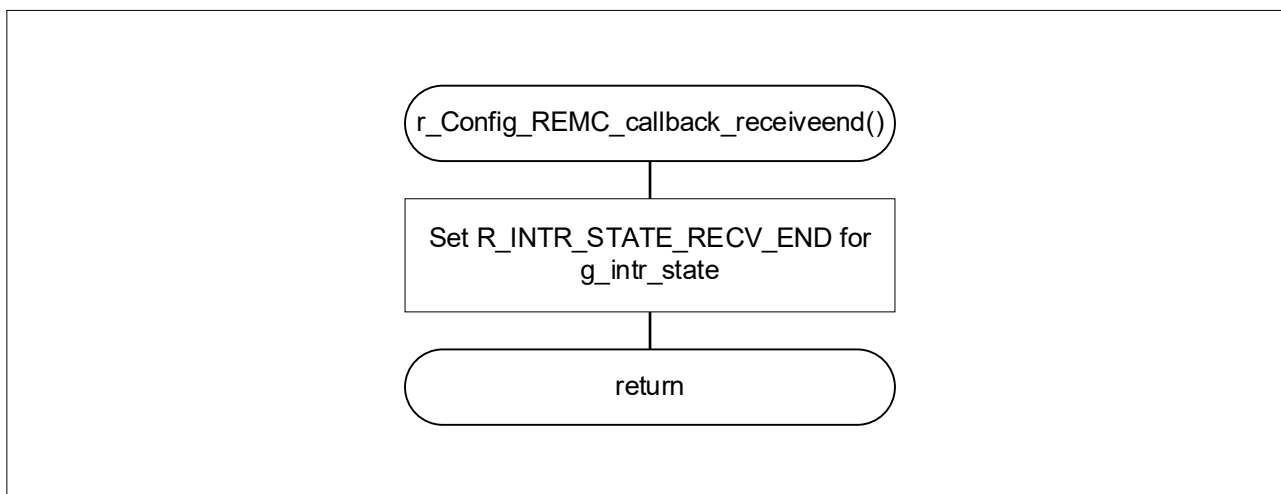 r_Config_REMC_callback_receiveend()
Set R_INTR_STATE_RECV_END for
g_intr_state
return